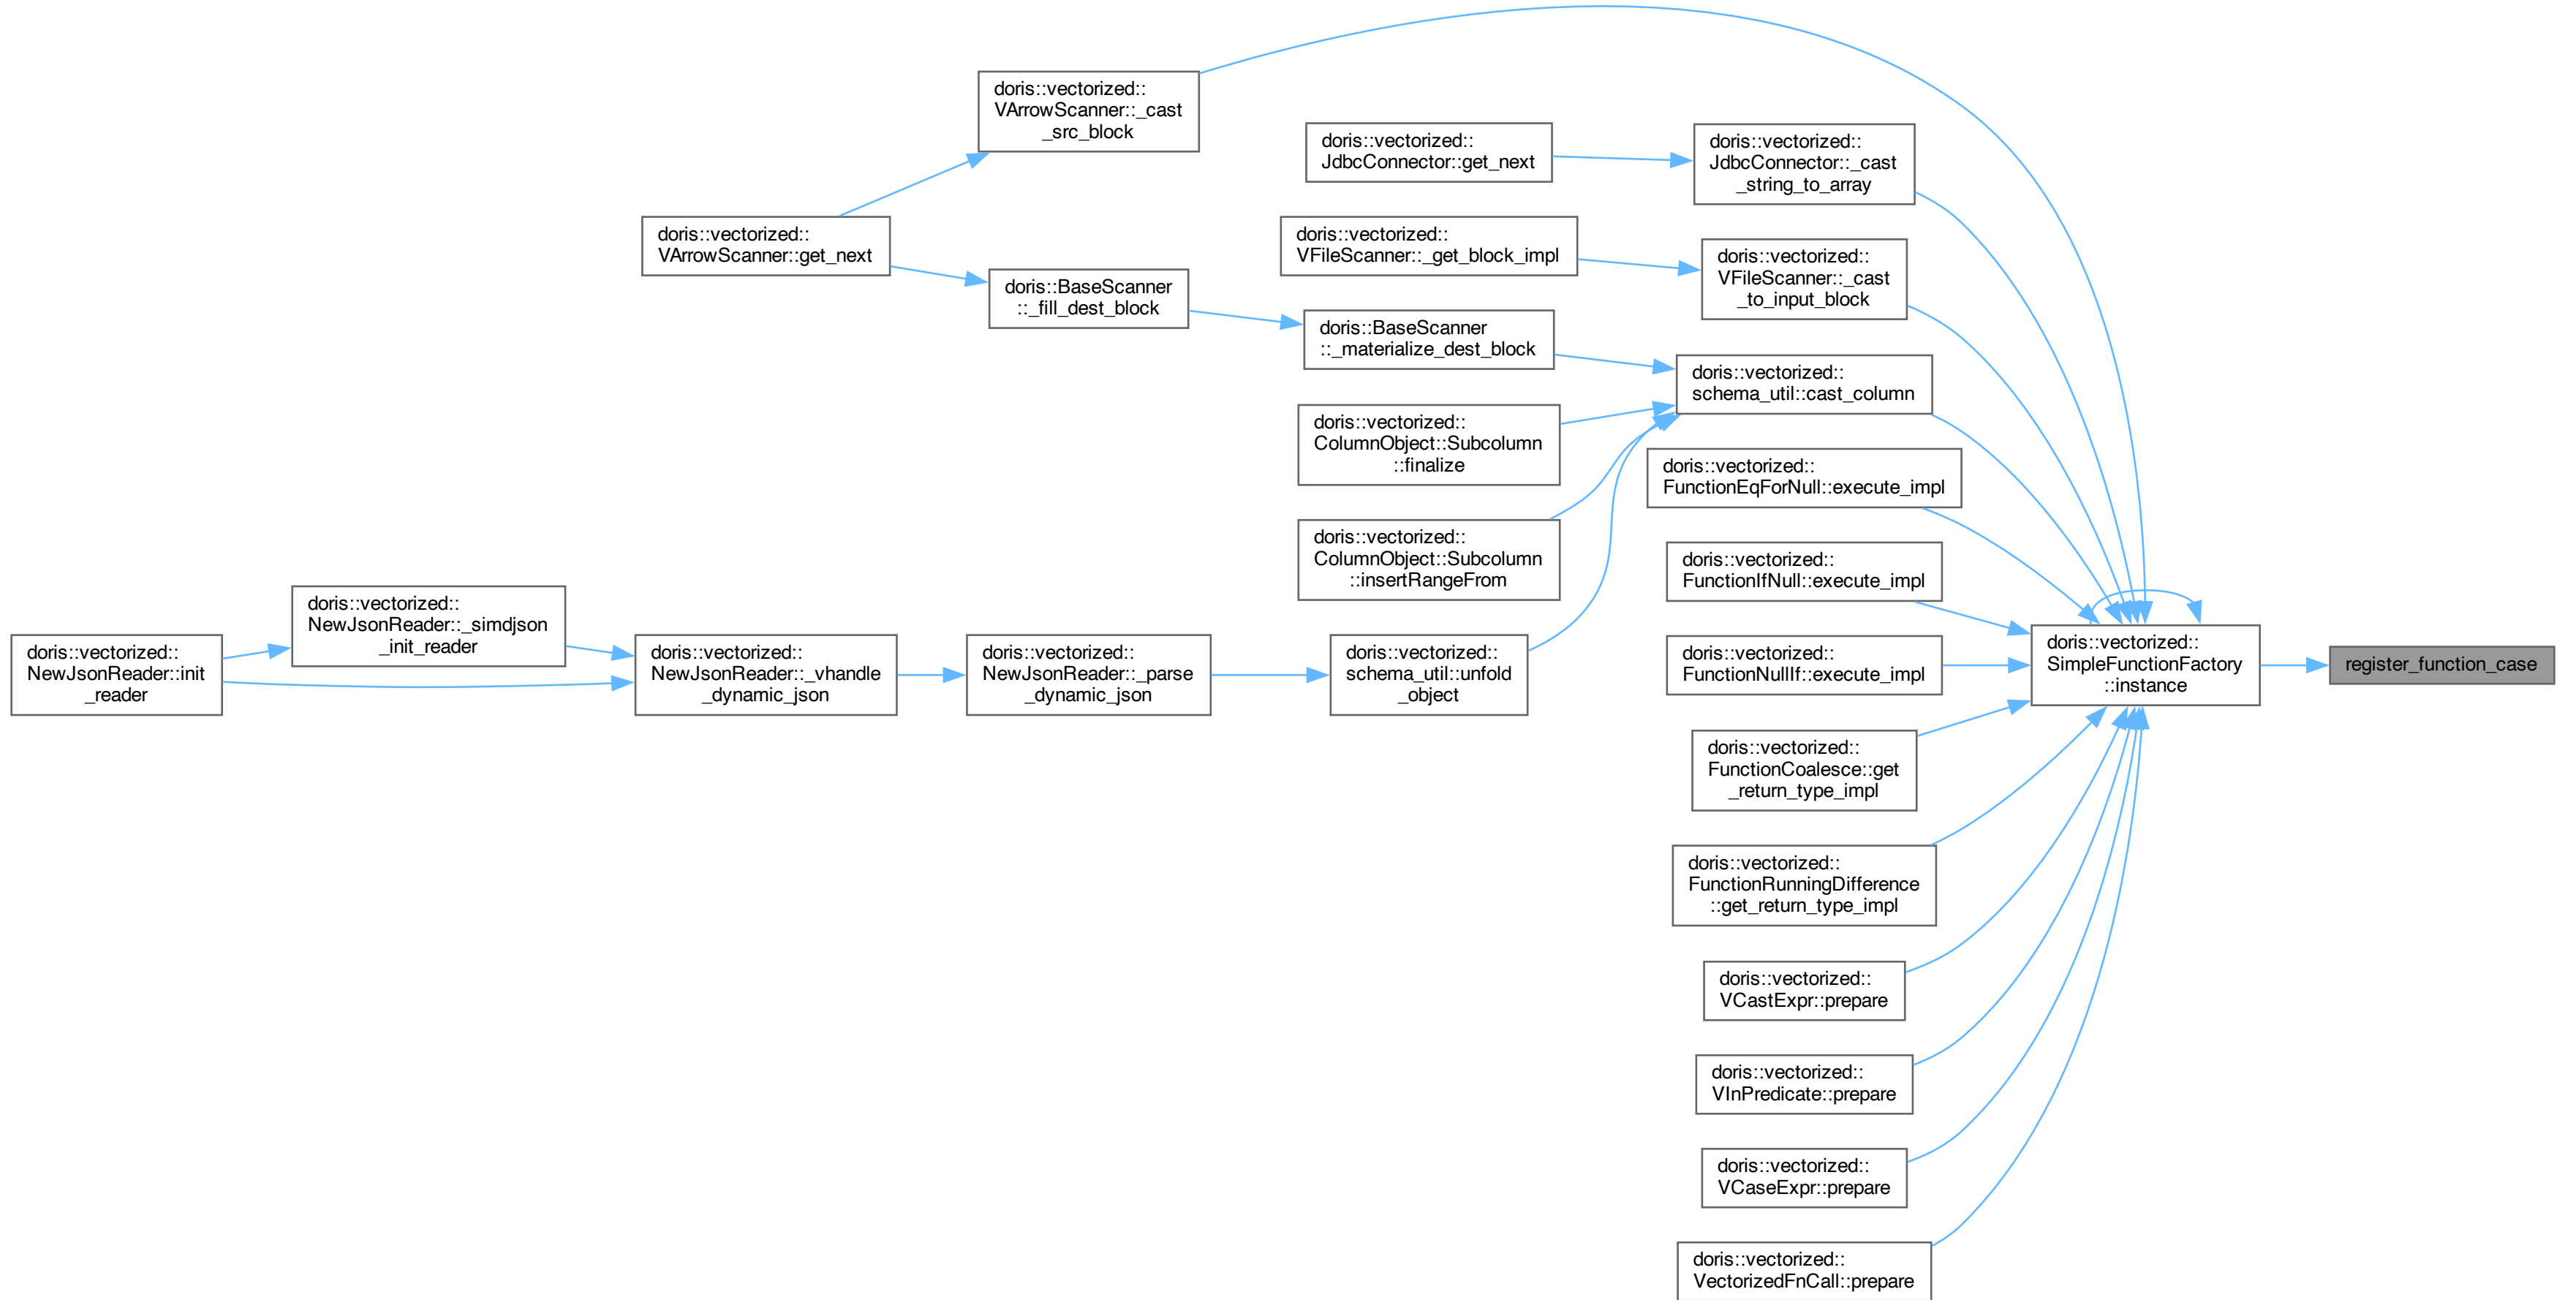 doris::vectorized::
VArrowScanner::_cast
_src_block
doris::vectorized::
JdbcConnector::get_next
doris::vectorized::
JdbcConnector::_cast
_string_to_array
doris::vectorized::
VArrowScanner::get_next
doris::vectorized::
VFileScanner::_get_block_impl
doris::vectorized::
VFileScanner::_cast
_to_input_block
doris::BaseScanner
::_fill_dest_block
doris::BaseScanner
::_materialize_dest_block
doris::vectorized::
schema_util::cast_column
doris::vectorized::
ColumnObject::Subcolumn
::finalize
doris::vectorized::
FunctionEqForNull::execute_impl
doris::vectorized::
ColumnObject::Subcolumn
::insertRangeFrom
doris::vectorized::
FunctionIfNull::execute_impl
doris::vectorized::
NewJsonReader::init
_reader
doris::vectorized::
NewJsonReader::_simdjson
_init_reader
doris::vectorized::
NewJsonReader::_vhandle
_dynamic_json
doris::vectorized::
NewJsonReader::_parse
_dynamic_json
doris::vectorized::
schema_util::unfold
_object
doris::vectorized::
FunctionNullIf::execute_impl
doris::vectorized::
SimpleFunctionFactory
::instance
register_function_case
doris::vectorized::
FunctionCoalesce::get
_return_type_impl
doris::vectorized::
FunctionRunningDifference
::get_return_type_impl
doris::vectorized::
VCastExpr::prepare
doris::vectorized::
VInPredicate::prepare
doris::vectorized::
VCaseExpr::prepare
doris::vectorized::
VectorizedFnCall::prepare